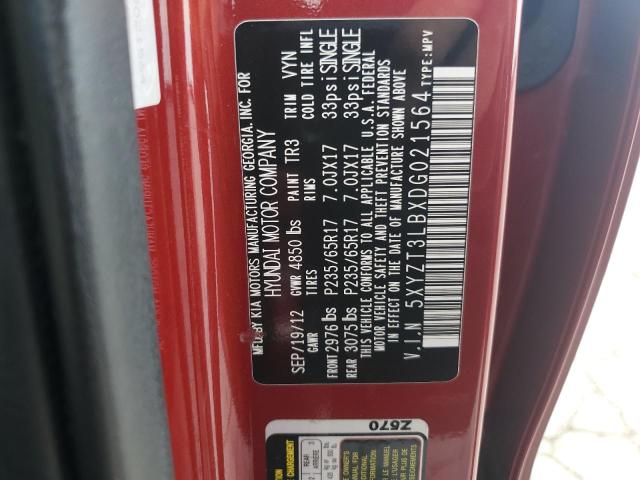 MFD.BY KIA MOTORS MANUFACTURING GEORGIA, INC. FOR
HYUNDAI MOTOR COMPANY
SEP/19/12 GVWR 4850 lbs PAINT TR3 TRIM VYN
GAWR RIMS COLD TIRE INFL
FRONT 2976 lbs P235/65R17 7.0JX17 33psi SINGLE
REAR 3075 lbs P235/65R17 7.0JX17 33psi SINGLE
THIS VEHICLE CONFORMS TO ALL APPLICABLE U.S.A. FEDERAL
MOTOR VEHICLE SAFETY AND THEFT PREVENTION STANDARDS
IN EFFECT ON THE DATE OF MANUFACTURE SHOWN ABOVE
V.I.N 5XYZT3LBXDG021564 TYPE: MPV
Z670
CHARGEMENT
REAR
ARRIERE